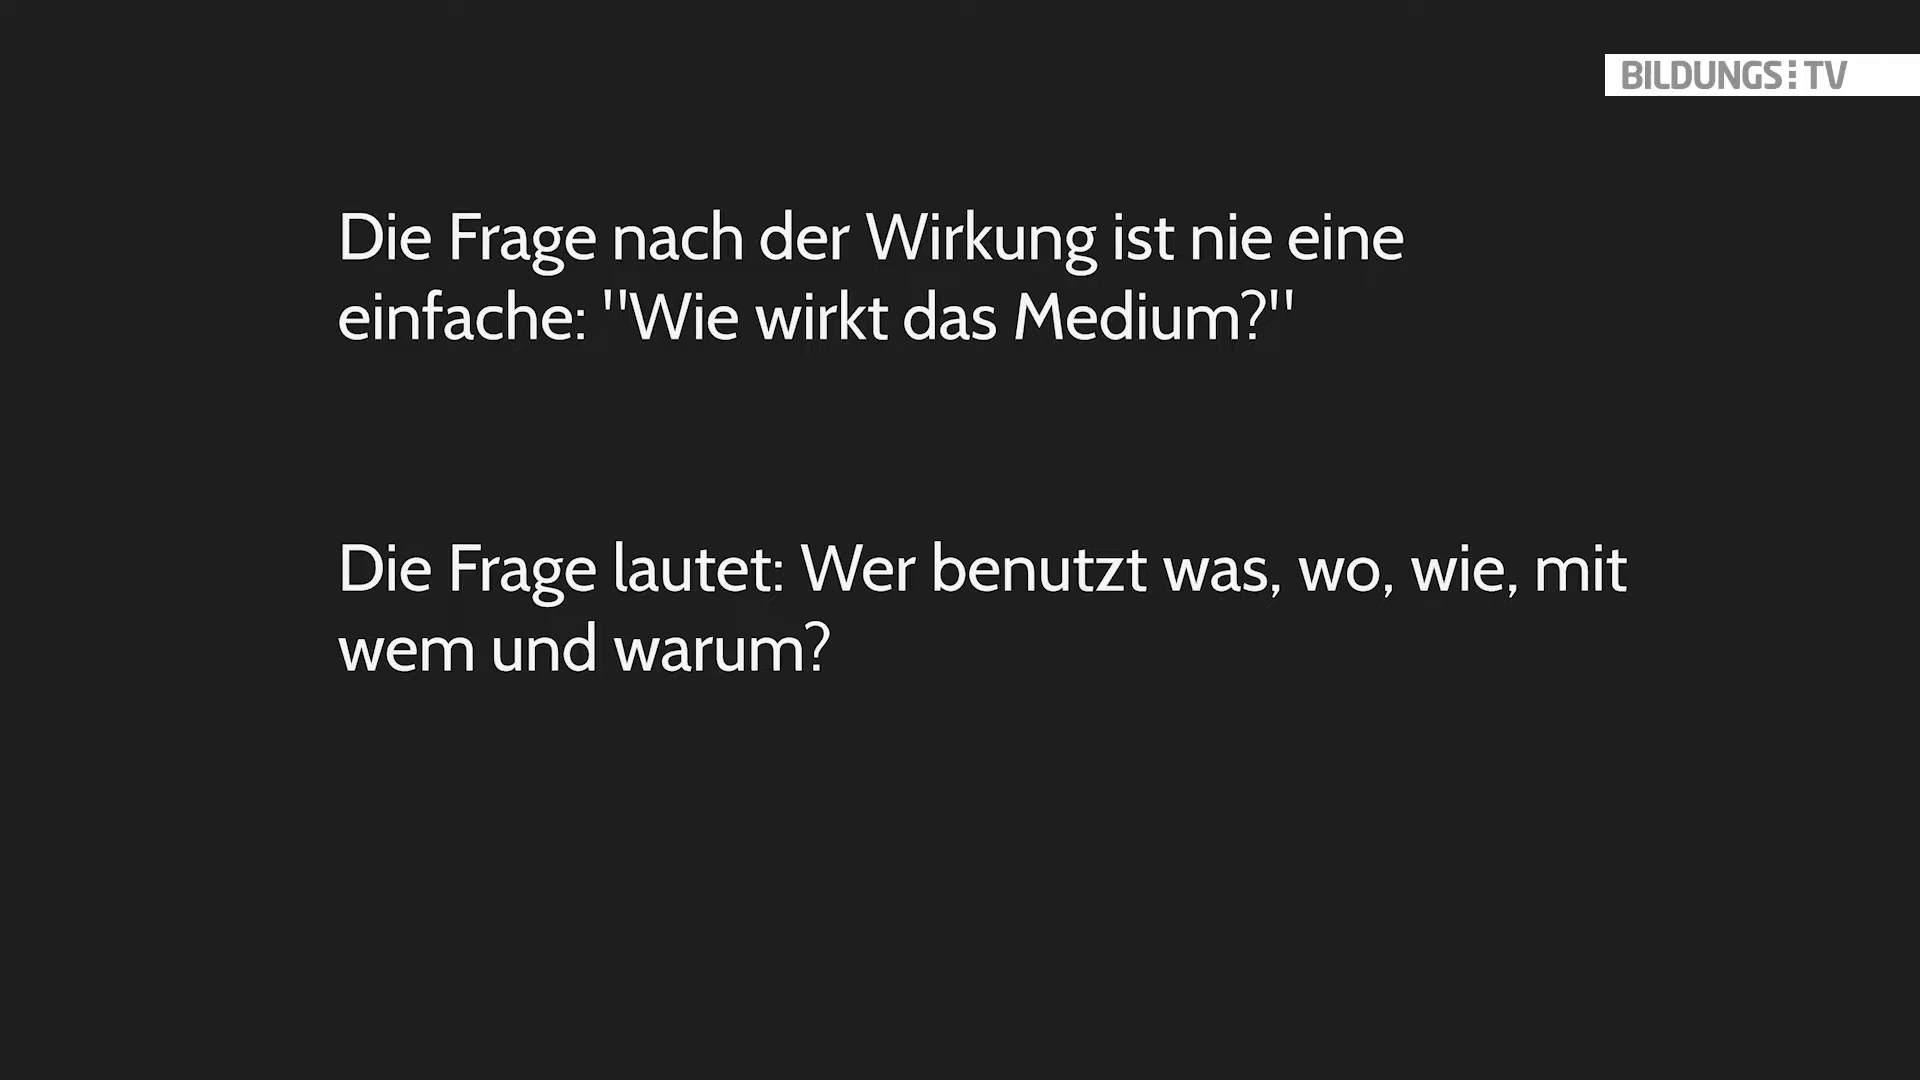 BILDUNGS⋮TV
Die Frage nach der Wirkung ist nie eine
einfache: "Wie wirkt das Medium?"
Die Frage lautet: Wer benutzt was, wo, wie, mit
wem und warum?